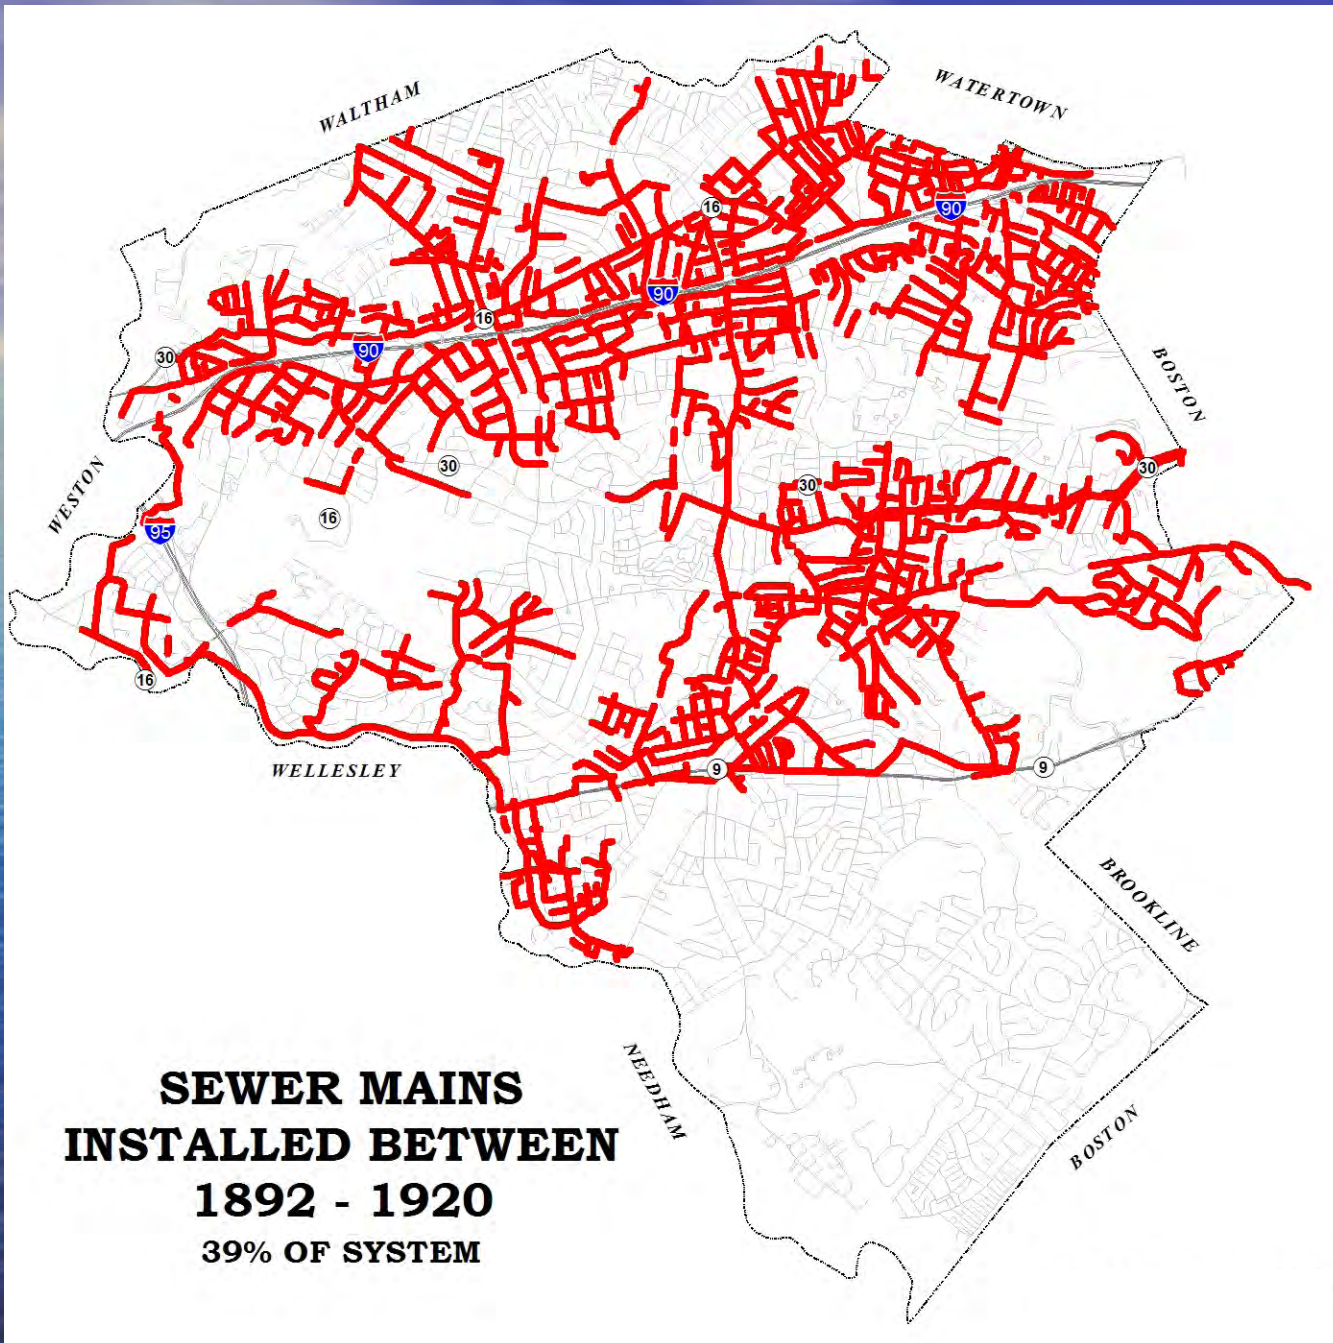 WALTHAM
WATERTOWN
16
90
90
16
90
30
BOSTON
WESTON
30
30
30
16
95
16
WELLESLEY
9
9
BROOKLINE
NEEDHAM
BOSTON
SEWER MAINS
INSTALLED BETWEEN
1892 - 1920
39% OF SYSTEM